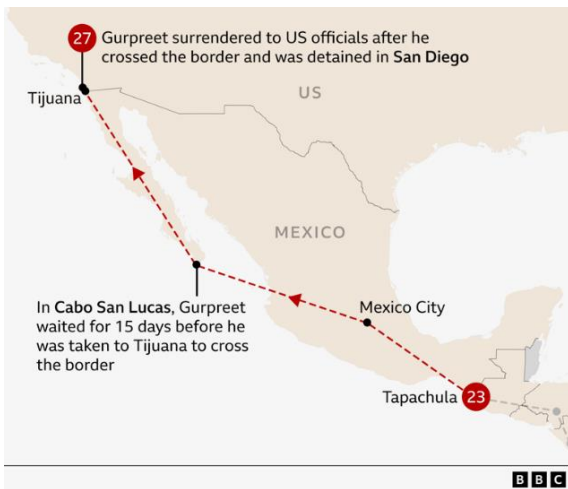 27 Gurpreet surrendered to US officials after he
crossed the border and was detained in San Diego
Tijuana
US
MEXICO
In Cabo San Lucas, Gurpreet
waited for 15 days before he
was taken to Tijuana to cross
the border
Mexico City
Tapachula 23
BBC